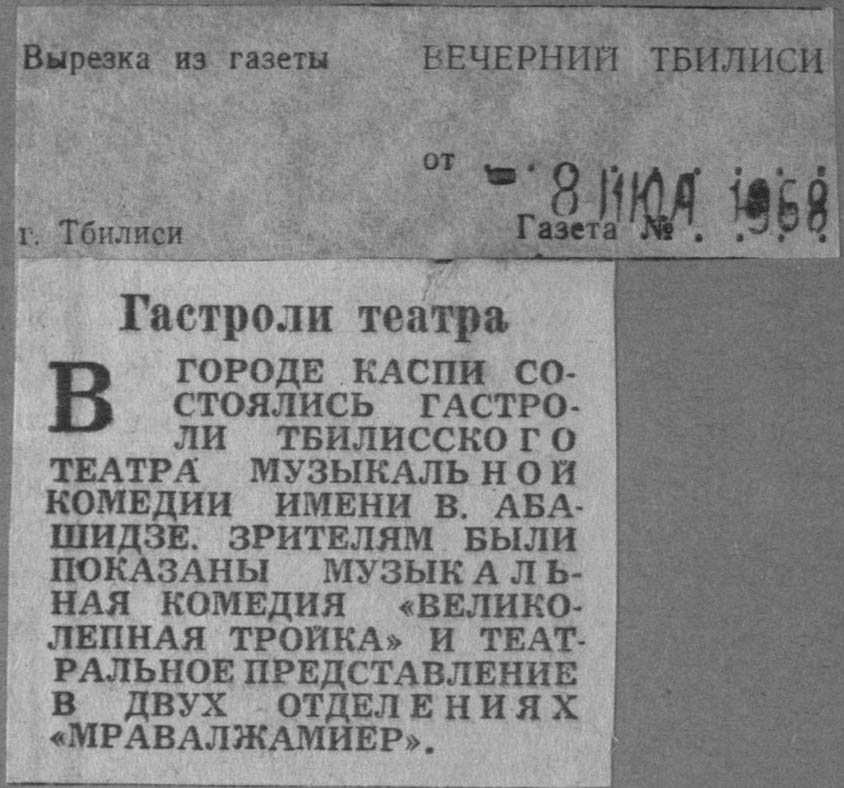 Вырезка из газеты ВЕЧЕРНИЙ ТБИЛИСИ
от - 8 ИЮЛ 1968
г. Тбилиси Газета №
Гастроли театра
В ГОРОДЕ КАСПИ СО-
СТОЯЛИСЬ ГАСТРО-
ЛИ ТБИЛИССКОГО
ТЕАТРА МУЗЫКАЛЬНОЙ
КОМЕДИИ ИМЕНИ В. АБА-
ШИДЗЕ. ЗРИТЕЛЯМ БЫЛИ
ПОКАЗАНЫ МУЗЫКАЛЬ-
НАЯ КОМЕДИЯ «ВЕЛИКО-
ЛЕПНАЯ ТРОЙКА» И ТЕАТ-
РАЛЬНОЕ ПРЕДСТАВЛЕНИЕ
В ДВУХ ОТДЕЛЕНИЯХ
«МРАВАЛЖАМИЕР».